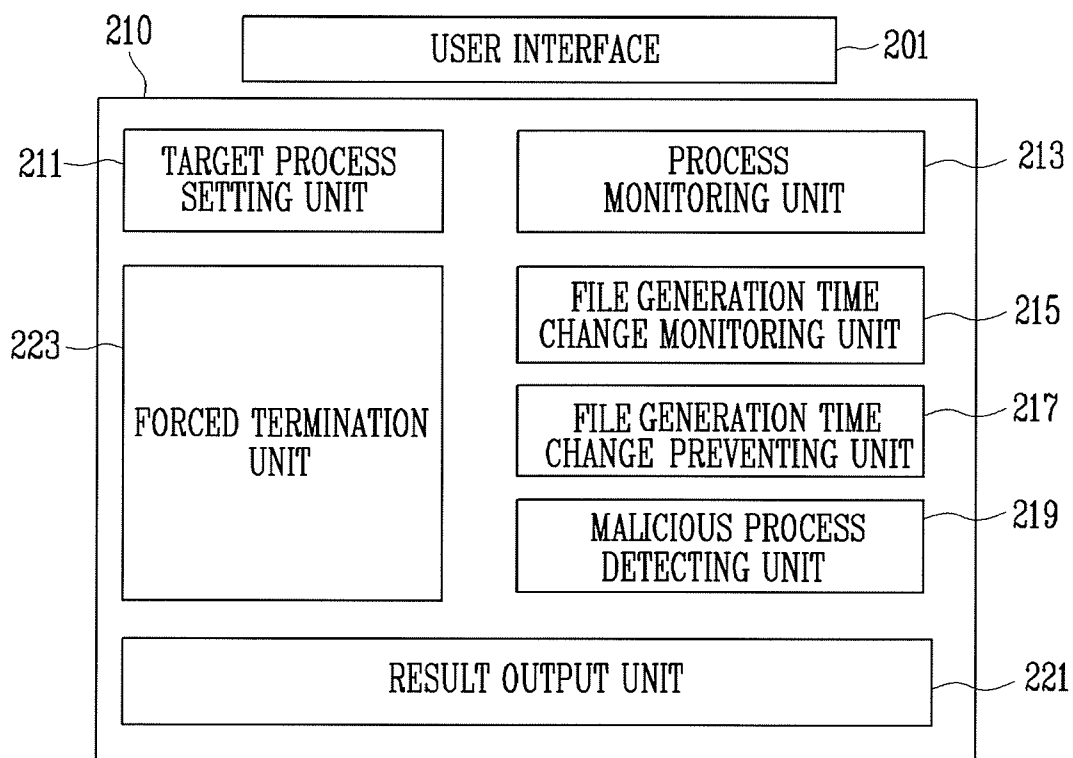 210
USER INTERFACE
201
211
TARGET PROCESS
SETTING UNIT
PROCESS
MONITORING UNIT
213
FILE GENERATION TIME
CHANGE MONITORING UNIT
215
223
FORCED TERMINATION
UNIT
FILE GENERATION TIME
CHANGE PREVENTING UNIT
217
MALICIOUS PROCESS
DETECTING UNIT
219
RESULT OUTPUT UNIT
221